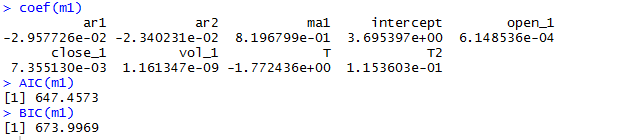 > coef(m1)
ar1 ar2 ma1 intercept open_1
-2.957726e-02 -2.340231e-02 8.196799e-01 3.695397e+00 6.148536e-04
close_1 vol_1 T T2
7.355130e-03 1.161347e-09 -1.772436e+00 1.153603e-01
> AIC(m1)
[1] 647.4573
> BIC(m1)
[1] 673.9969